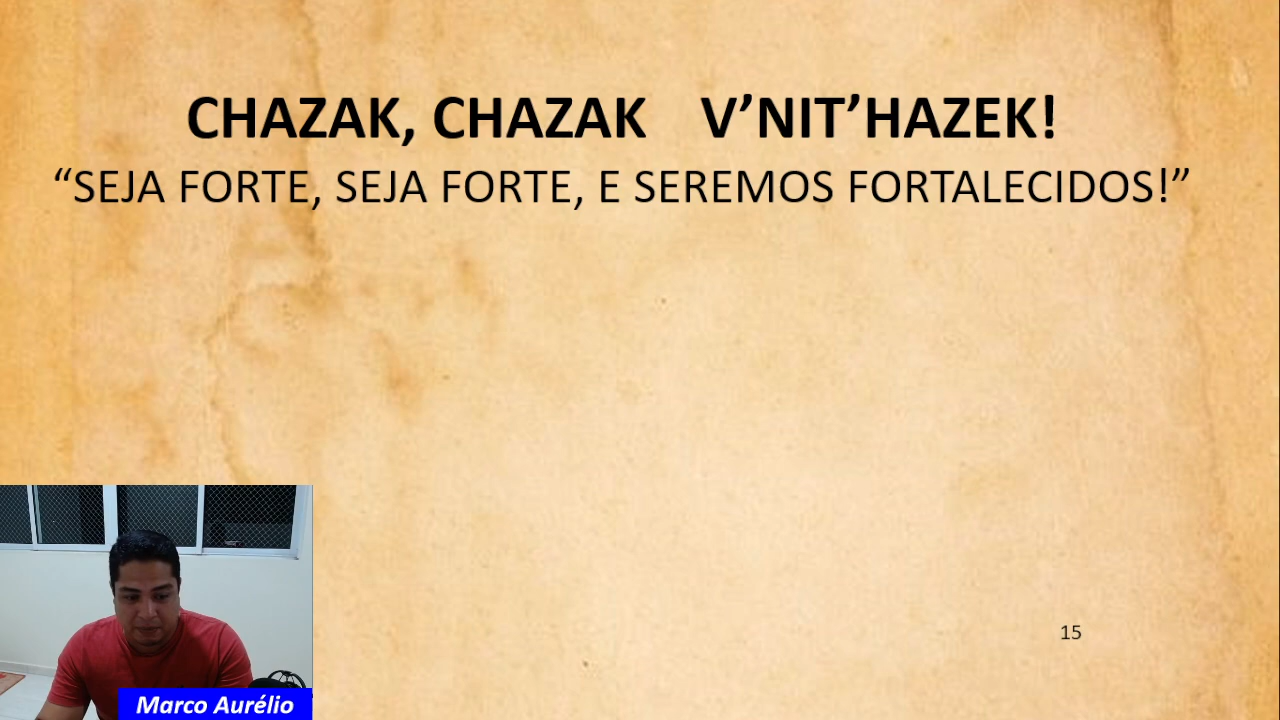 CHAZAK, CHAZAK V’NIT’HAZEK!
“SEJA FORTE, SEJA FORTE, E SEREMOS FORTALECIDOS!”
15
Marco Aurélio